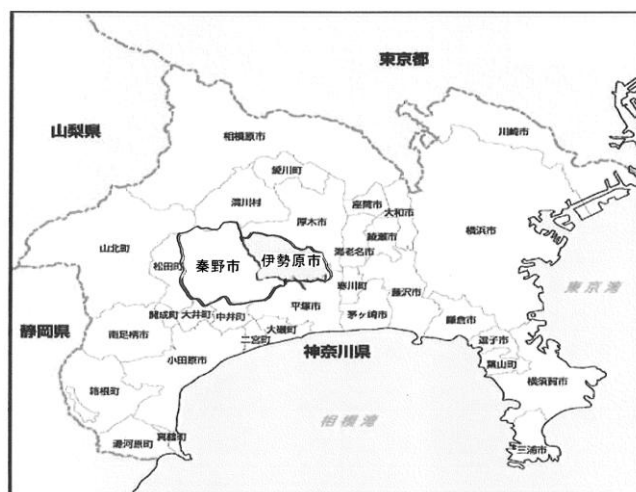 東京都
山梨県
川崎市
相模原市
愛川町
清川村
座間市
大和市
厚木市
綾瀬市
横浜市
山北町
海老名市
伊勢原市
秦野市
松田町
寒川町
藤沢市
東京湾
平塚市
開成町
大井町
中井町
茅ヶ崎市
鎌倉市
静岡県
南足柄市
大磯町
二宮町
逗子市
神奈川県
小田原市
葉山町
箱根町
横須賀市
相模湾
真鶴町
湯河原町
三浦市